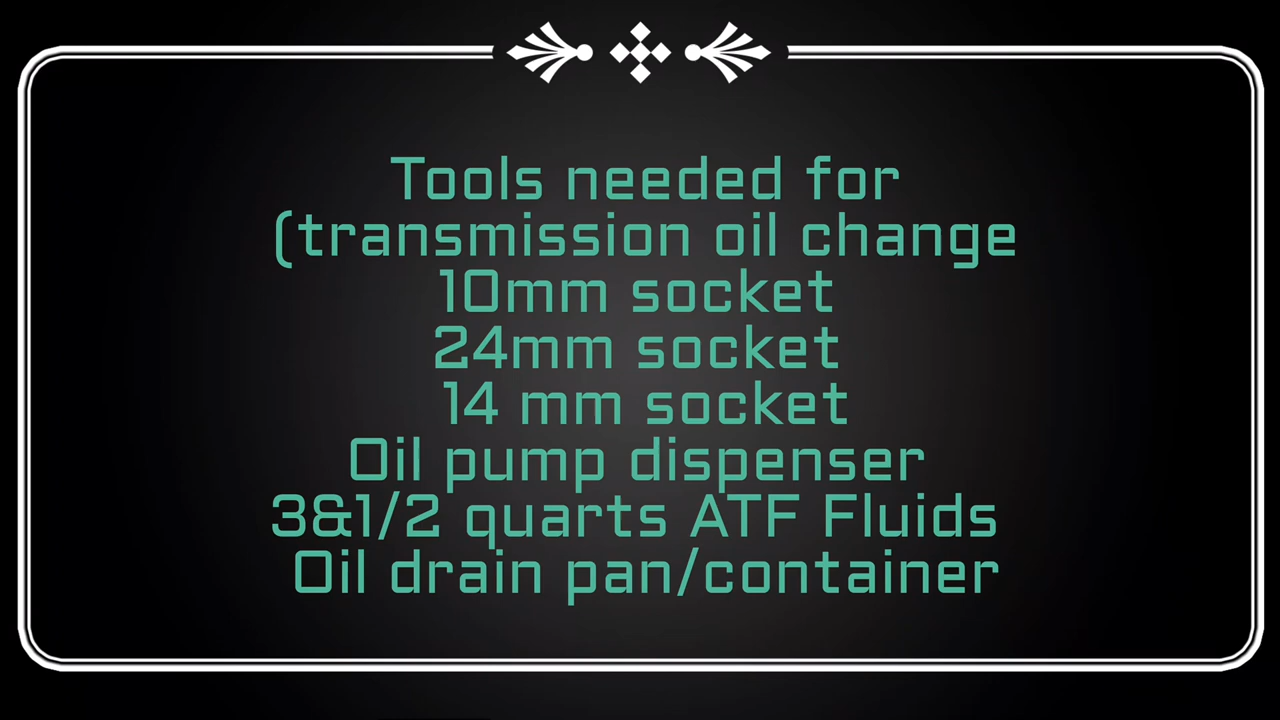 Tools needed for
(transmission oil change
10mm socket
24mm socket
14 mm socket
Oil pump dispenser
3&1/2 quarts ATF Fluids
Oil drain pan/container